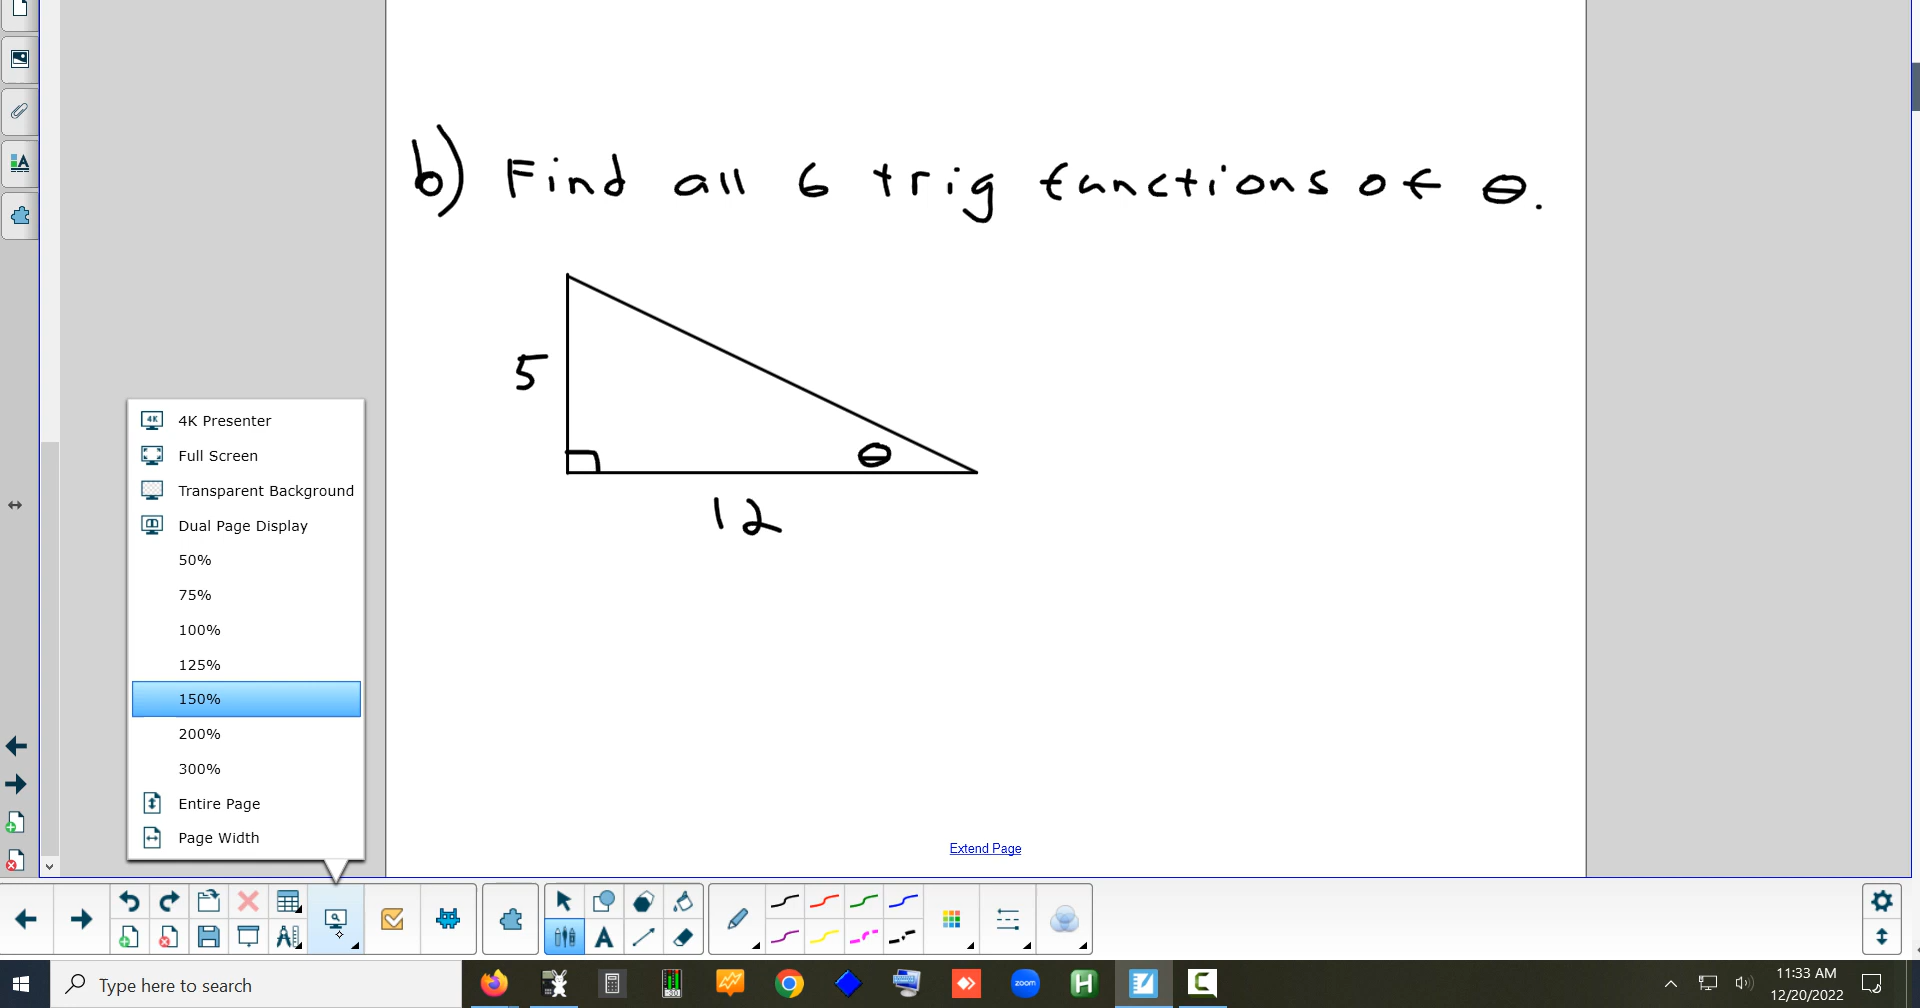 b) Find all 6 trig functions of θ.
5
θ
12
4K Presenter
Full Screen
Transparent Background
Dual Page Display
50%
75%
100%
125%
150%
200%
300%
Entire Page
Page Width
Extend Page
Type here to search
zoom
11:33 AM
12/20/2022